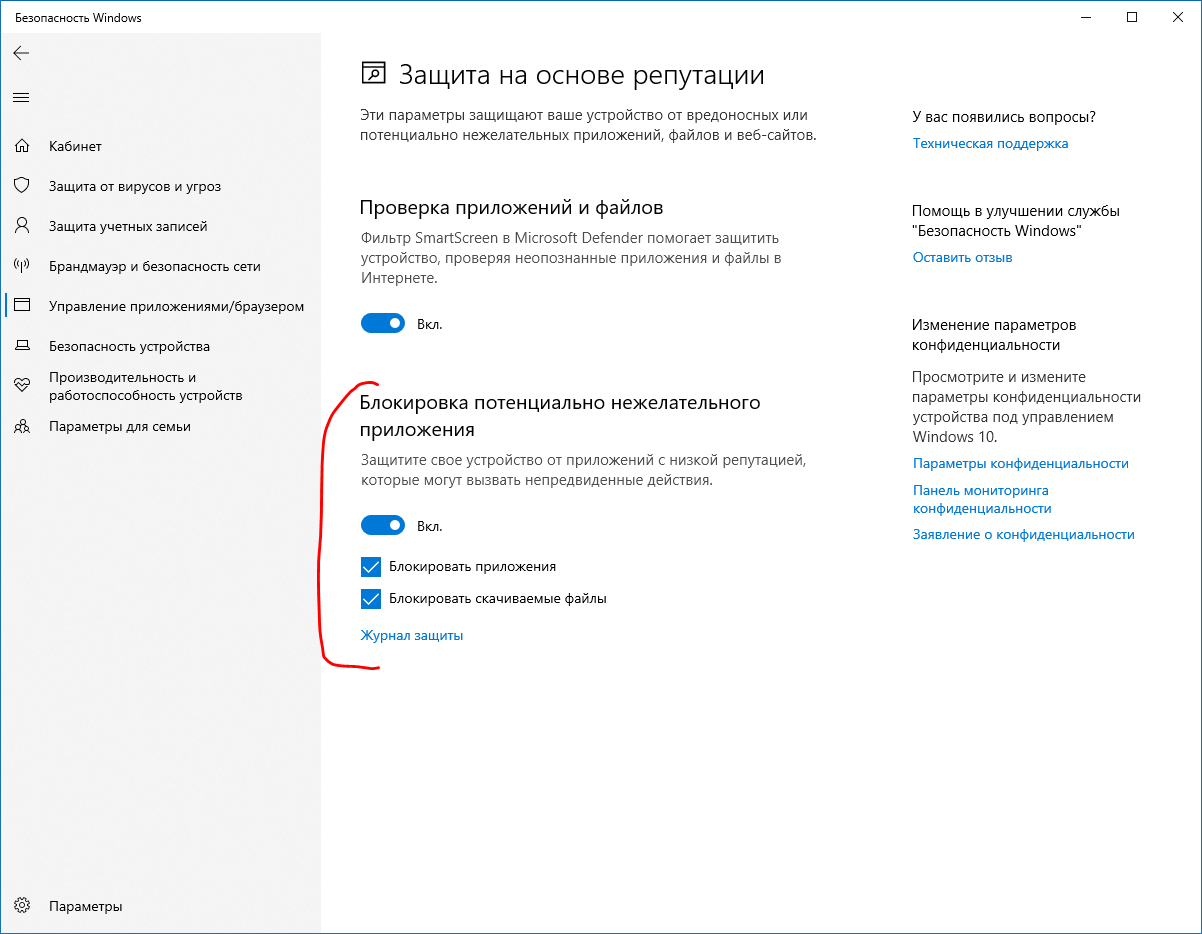 Безопасность Windows
Кабинет
Защита от вирусов и угроз
Защита учетных записей
Брандмауэр и безопасность сети
Управление приложениями/браузером
Безопасность устройства
Производительность и
работоспособность устройств
Параметры для семьи
Параметры
Защита на основе репутации
Эти параметры защищают ваше устройство от вредоносных или
потенциально нежелательных приложений, файлов и веб-сайтов.
Проверка приложений и файлов
Фильтр SmartScreen в Microsoft Defender помогает защитить
устройство, проверяя неопознанные приложения и файлы в
Интернете.
Вкл.
Блокировка потенциально нежелательного
приложения
Защитите свое устройство от приложений с низкой репутацией,
которые могут вызвать непредвиденные действия.
Вкл.
Блокировать приложения
Блокировать скачиваемые файлы
Журнал защиты
У вас появились вопросы?
Техническая поддержка
Помощь в улучшении службы
"Безопасность Windows"
Оставить отзыв
Изменение параметров
конфиденциальности
Просмотрите и измените
параметры конфиденциальности
устройства под управлением
Windows 10.
Параметры конфиденциальности
Панель мониторинга
конфиденциальности
Заявление о конфиденциальности